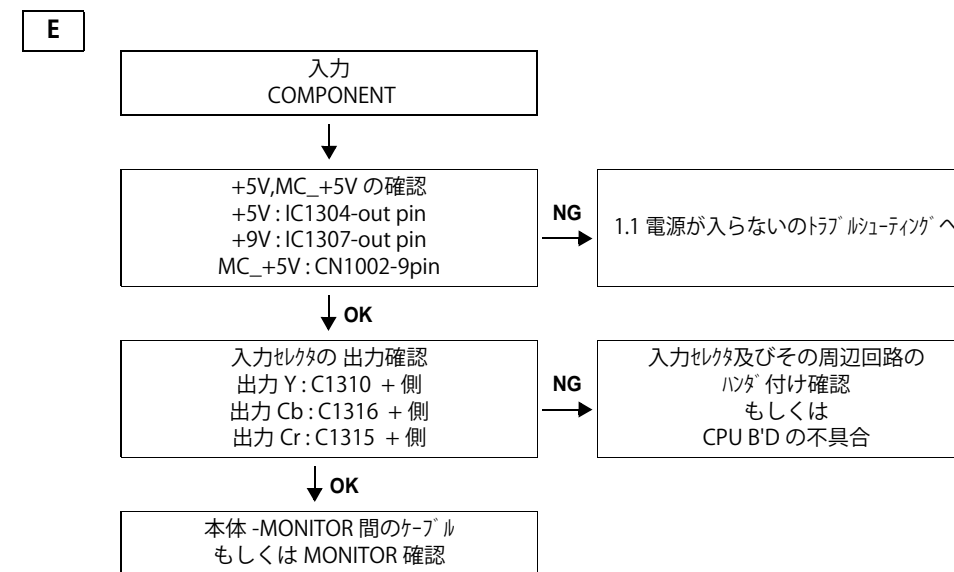 E
入力
COMPONENT
+5V,MC_+5V の確認
+5V : IC1304-out pin
+9V : IC1307-out pin
MC_+5V : CN1002-9pin
NG
1.1 電源が入らないのﾄﾗﾌﾞﾙｼｭｰﾃｨﾝｸﾞへ
OK
入力ｾﾚｸﾀの 出力確認
出力 Y : C1310 + 側
出力 Cb : C1316 + 側
出力 Cr : C1315 + 側
NG
入力ｾﾚｸﾀ及びその周辺回路の
ﾊﾝﾀﾞ付け確認
もしくは
CPU B'D の不具合
OK
本体 -MONITOR 間のｹｰﾌﾞﾙ
もしくは MONITOR 確認